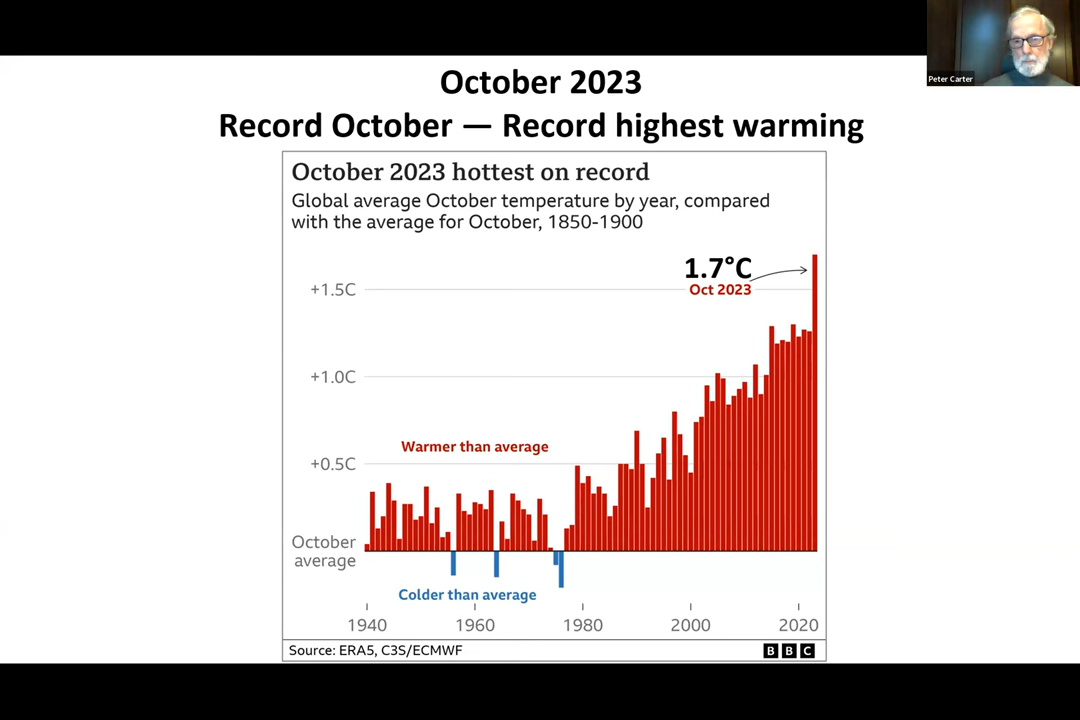 Peter Carter
October 2023
Record October — Record highest warming
October 2023 hottest on record
Global average October temperature by year, compared
with the average for October, 1850-1900
1.7°C
Oct 2023
+1.5C
+1.0C
Warmer than average
+0.5C
October
average
Colder than average
1940 1960 1980 2000 2020
Source: ERA5, C3S/ECMWF
BBC